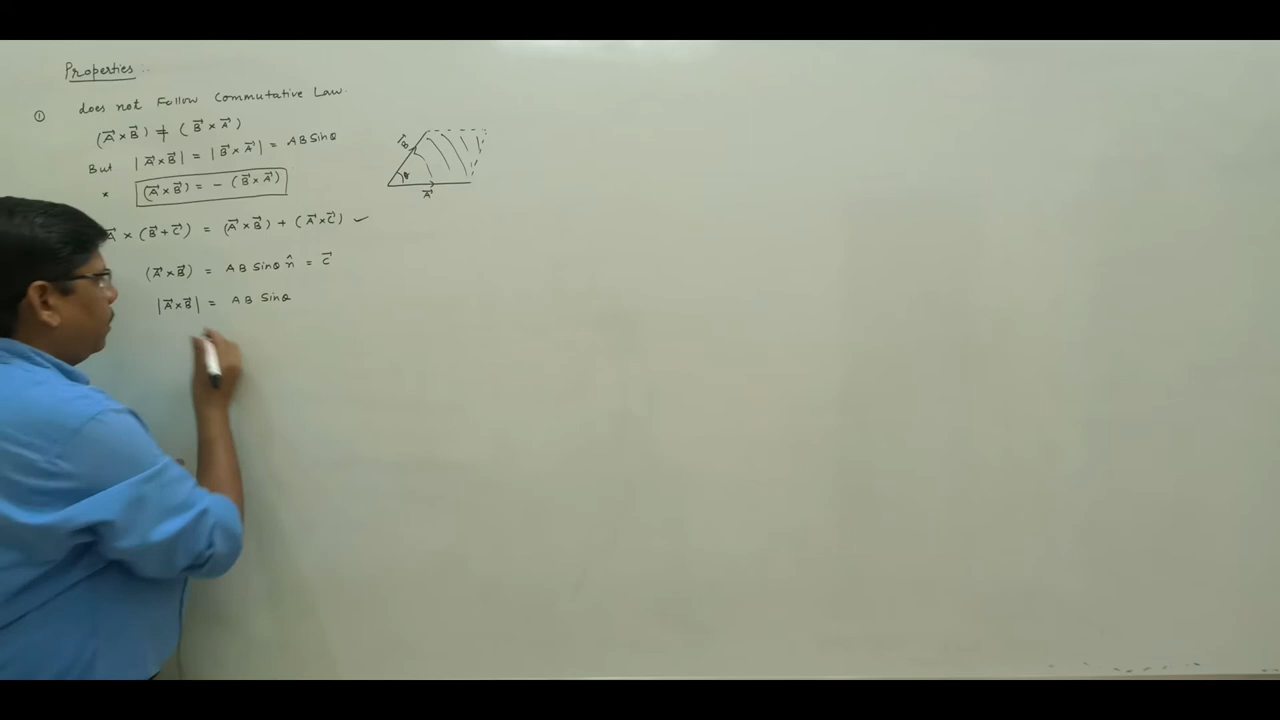 Properties :-
① does not Follow Commutative Law.
(A⃗ × B⃗) ≠ (B⃗ × A⃗)
But |A⃗ × B⃗| = |B⃗ × A⃗| = AB Sinθ
* (A⃗ × B⃗) = - (B⃗ × A⃗)
A⃗ × (B⃗ + C⃗) = (A⃗ × B⃗) + (A⃗ × C⃗) ✓
(A⃗ × B⃗) = AB Sinθ n̂ = C⃗
|A⃗ × B⃗| = AB Sinθ
B⃗
θ
A⃗